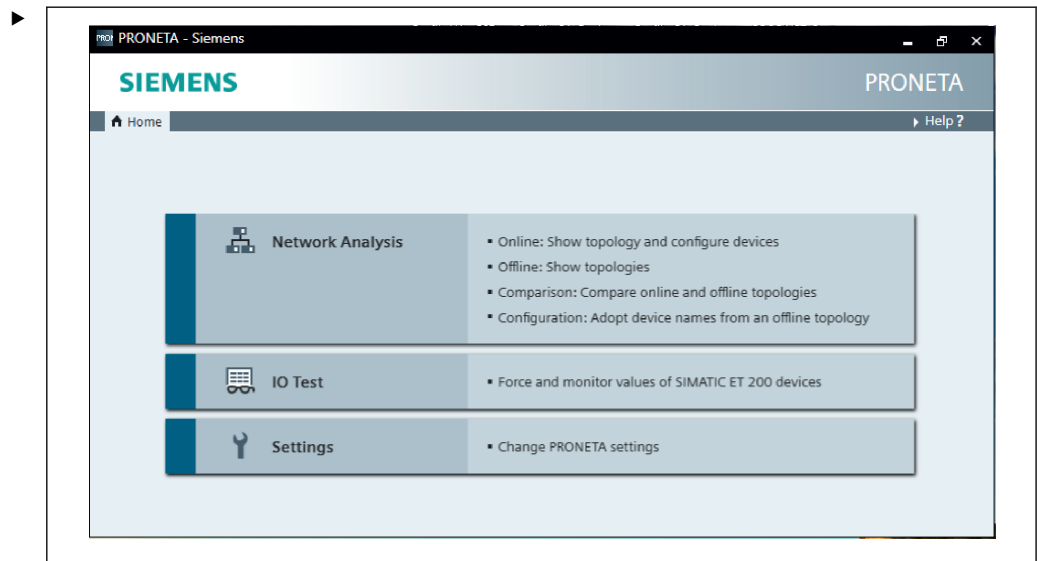 PRONETA - Siemens
SIEMENS
PRONETA
Home
Help ?
Network Analysis
▪ Online: Show topology and configure devices
▪ Offline: Show topologies
▪ Comparison: Compare online and offline topologies
▪ Configuration: Adopt device names from an offline topology
IO Test
▪ Force and monitor values of SIMATIC ET 200 devices
Settings
▪ Change PRONETA settings